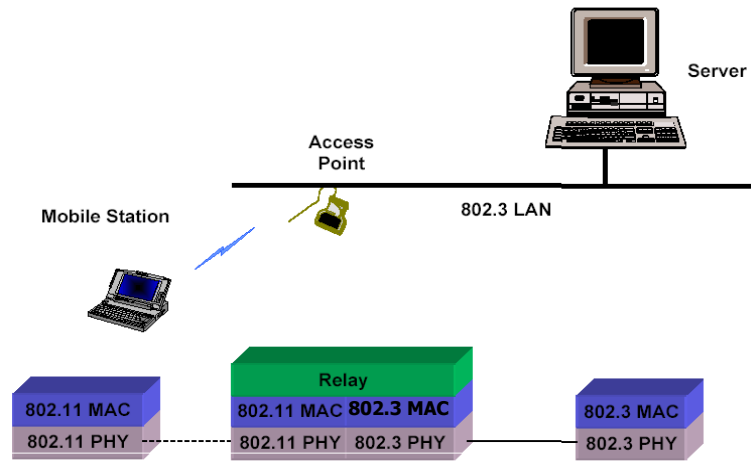 Server
Access
Point
802.3 LAN
Mobile Station
Relay
802.11 MAC
802.11 MAC
802.3 MAC
802.3 MAC
802.11 PHY
802.11 PHY
802.3 PHY
802.3 PHY